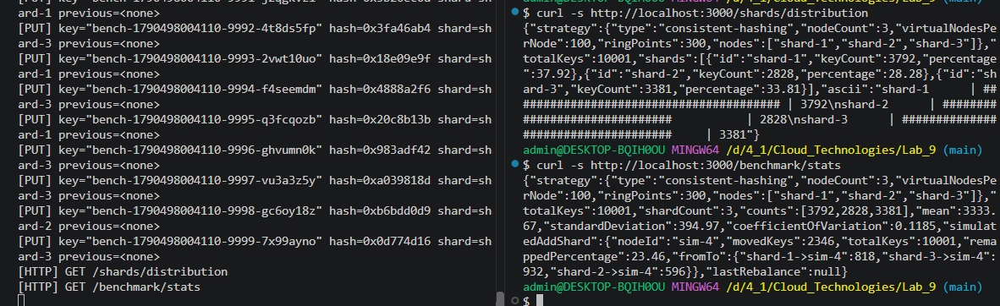 ard-1 previous=<none>
[PUT] key="bench-1790498004110-9992-4t8ds5fp" hash=0x3fa46ab4 shard=sh
ard-3 previous=<none>
[PUT] key="bench-1790498004110-9993-2vwt10uo" hash=0x18e09e9f shard=sh
ard-1 previous=<none>
[PUT] key="bench-1790498004110-9994-f4seemdm" hash=0x4888a2f6 shard=sh
ard-3 previous=<none>
[PUT] key="bench-1790498004110-9995-q3fcqozb" hash=0x20c8b13b shard=sh
ard-1 previous=<none>
[PUT] key="bench-1790498004110-9996-ghvumn0k" hash=0x983adf42 shard=sh
ard-3 previous=<none>
[PUT] key="bench-1790498004110-9997-vu3a3z5y" hash=0xa039818d shard=sh
ard-3 previous=<none>
[PUT] key="bench-1790498004110-9998-gc6oy18z" hash=0xb6bdd0d9 shard=sh
ard-2 previous=<none>
[PUT] key="bench-1790498004110-9999-7x99ayno" hash=0x0d774d16 shard=sh
ard-3 previous=<none>
[HTTP] GET /shards/distribution
[HTTP] GET /benchmark/stats
admin@DESKTOP-BQIH0OU MINGW64 /d/4_1/Cloud_Technologies/Lab_9 (main)
$ curl -s http://localhost:3000/shards/distribution
{"strategy":{"type":"consistent-hashing","nodeCount":3,"virtualNodesPe
rNode":100,"ringPoints":300,"nodes":["shard-1","shard-2","shard-3"]},"
totalKeys":10001,"shards":[{"id":"shard-1","keyCount":3792,"percentage
":37.92},{"id":"shard-2","keyCount":2828,"percentage":28.28},{"id":"sh
ard-3","keyCount":3381,"percentage":33.81}],"ascii":"shard-1      | ##
###################################### | 3792\nshard-2      | ########
######################           | 2828\nshard-3      | ##############
######################     | 3381"}
admin@DESKTOP-BQIH0OU MINGW64 /d/4_1/Cloud_Technologies/Lab_9 (main)
$ curl -s http://localhost:3000/benchmark/stats
{"strategy":{"type":"consistent-hashing","nodeCount":3,"virtualNodesPe
rNode":100,"ringPoints":300,"nodes":["shard-1","shard-2","shard-3"]},"
totalKeys":10001,"shardCount":3,"counts":[3792,2828,3381],"mean":3333.
67,"standardDeviation":394.97,"coefficientOfVariation":0.1185,"simulat
edAddShard":{"nodeId":"sim-4","movedKeys":2346,"totalKeys":10001,"rema
ppedPercentage":23.46,"fromTo":{"shard-1->sim-4":818,"shard-3->sim-4":
932,"shard-2->sim-4":596}},"lastRebalance":null}
admin@DESKTOP-BQIH0OU MINGW64 /d/4_1/Cloud_Technologies/Lab_9 (main)
$